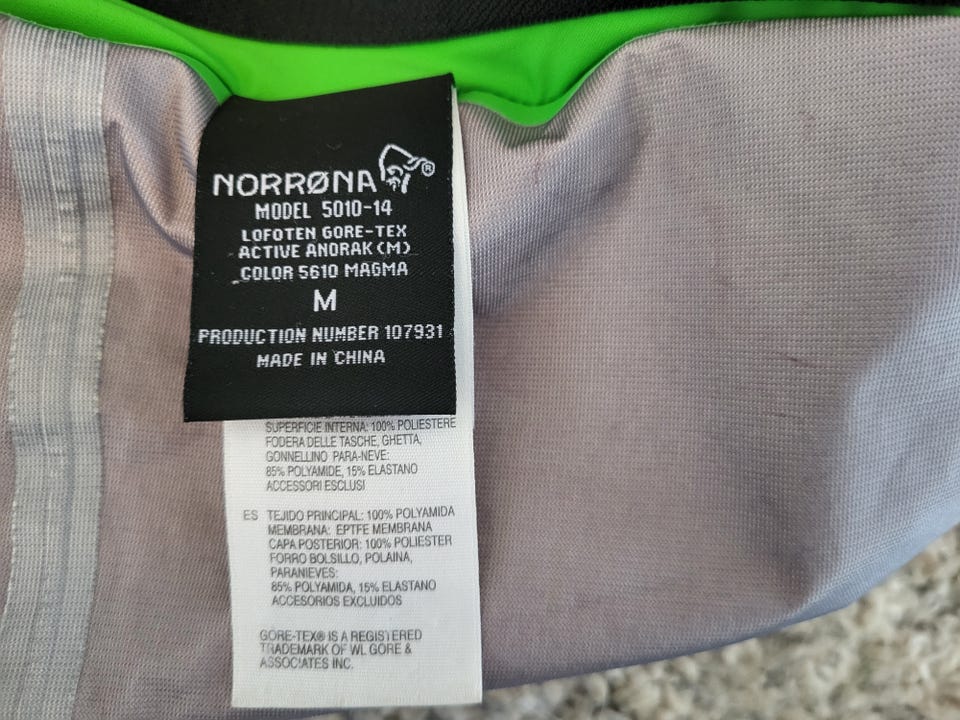 NORRØNA®
MODEL 5010-14
LOFOTEN GORE-TEX
ACTIVE ANORAK (M)
COLOR 5610 MAGMA
M
PRODUCTION NUMBER 107931
MADE IN CHINA
SUPERFICIE INTERNA: 100% POLIESTERE
FODERA DELLE TASCHE, GHETTA,
GONNELLINO PARA-NEVE:
85% POLYAMIDE, 15% ELASTANO
ACCESSORI ESCLUSI
ES TEJIDO PRINCIPAL: 100% POLYAMIDA
MEMBRANA: EPTFE MEMBRANA
CAPA POSTERIOR: 100% POLIESTER
FORRO BOLSILLO, POLAINA,
PARANIEVES:
85% POLYAMIDA, 15% ELASTANO
ACCESORIOS EXCLUIDOS
GORE-TEX® IS A REGISTERED
TRADEMARK OF WL GORE &
ASSOCIATES INC.